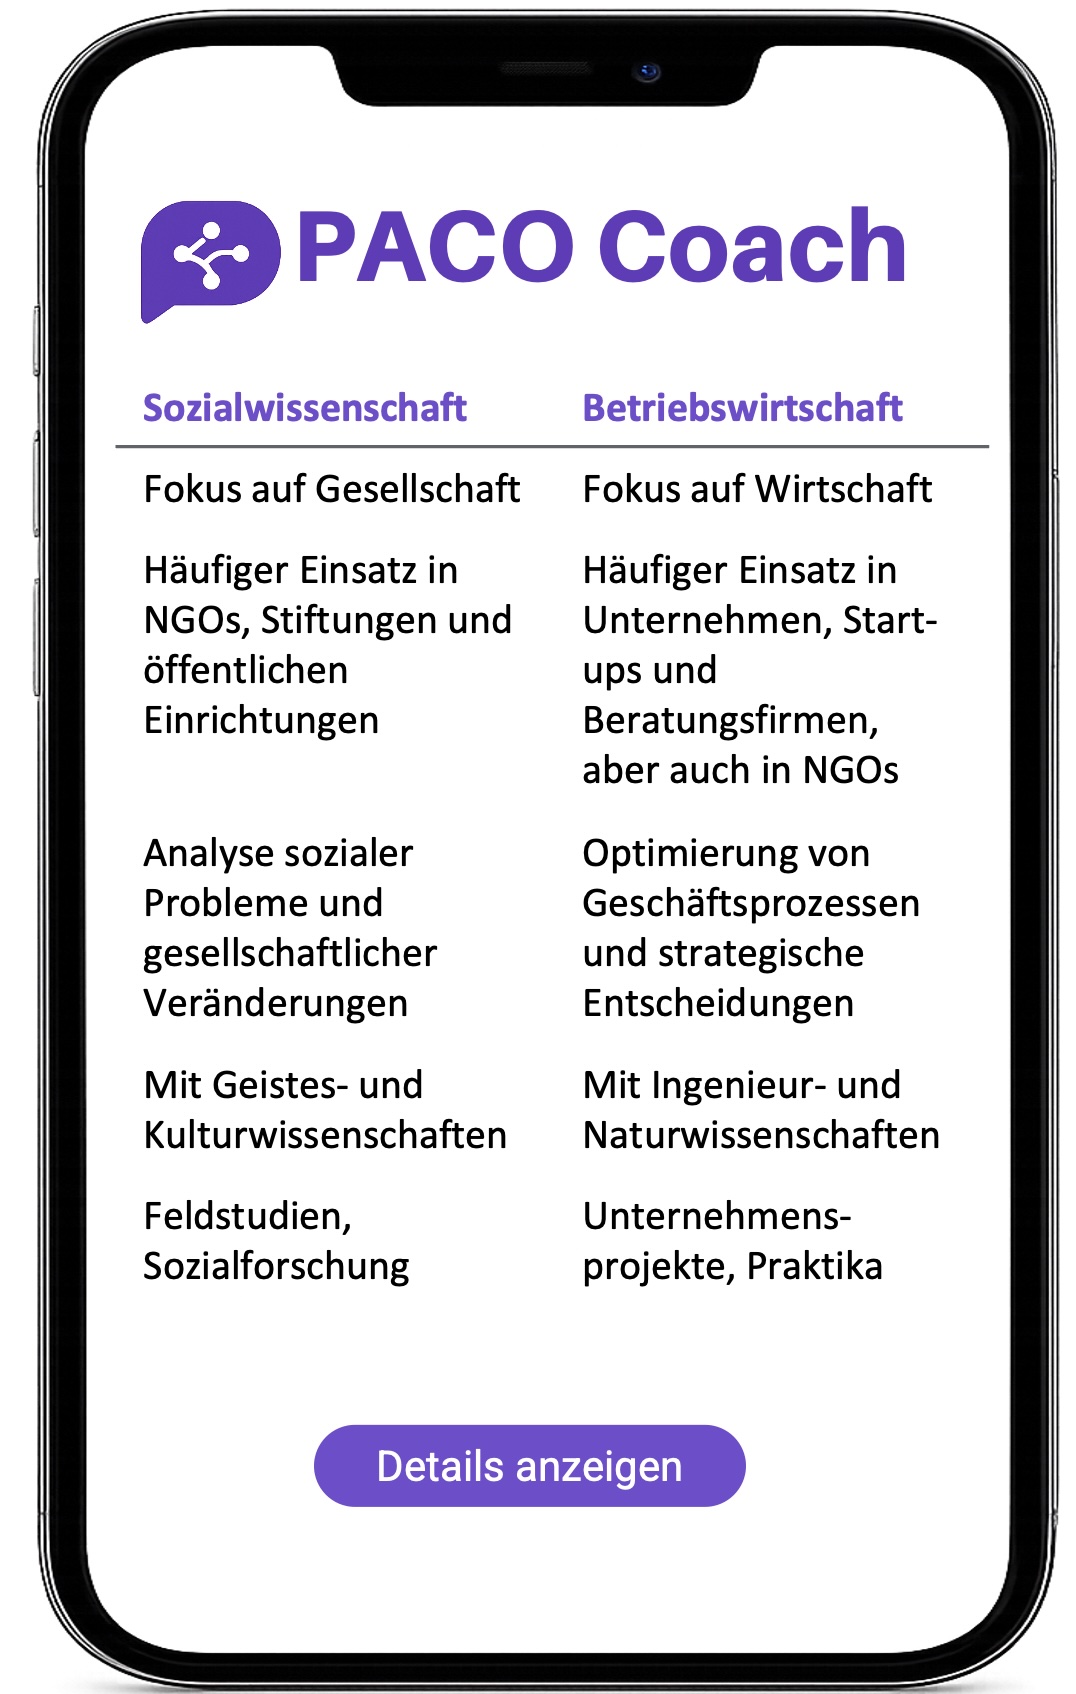 PACO Coach
Sozialwissenschaft
Betriebswirtschaft
Fokus auf Gesellschaft
Fokus auf Wirtschaft
Häufiger Einsatz in
NGOs, Stiftungen und
öffentlichen
Einrichtungen
Häufiger Einsatz in
Unternehmen, Start-
ups und
Beratungsfirmen,
aber auch in NGOs
Analyse sozialer
Probleme und
gesellschaftlicher
Veränderungen
Optimierung von
Geschäftsprozessen
und strategische
Entscheidungen
Mit Geistes- und
Kulturwissenschaften
Mit Ingenieur- und
Naturwissenschaften
Feldstudien,
Sozialforschung
Unternehmens-
projekte, Praktika
Details anzeigen